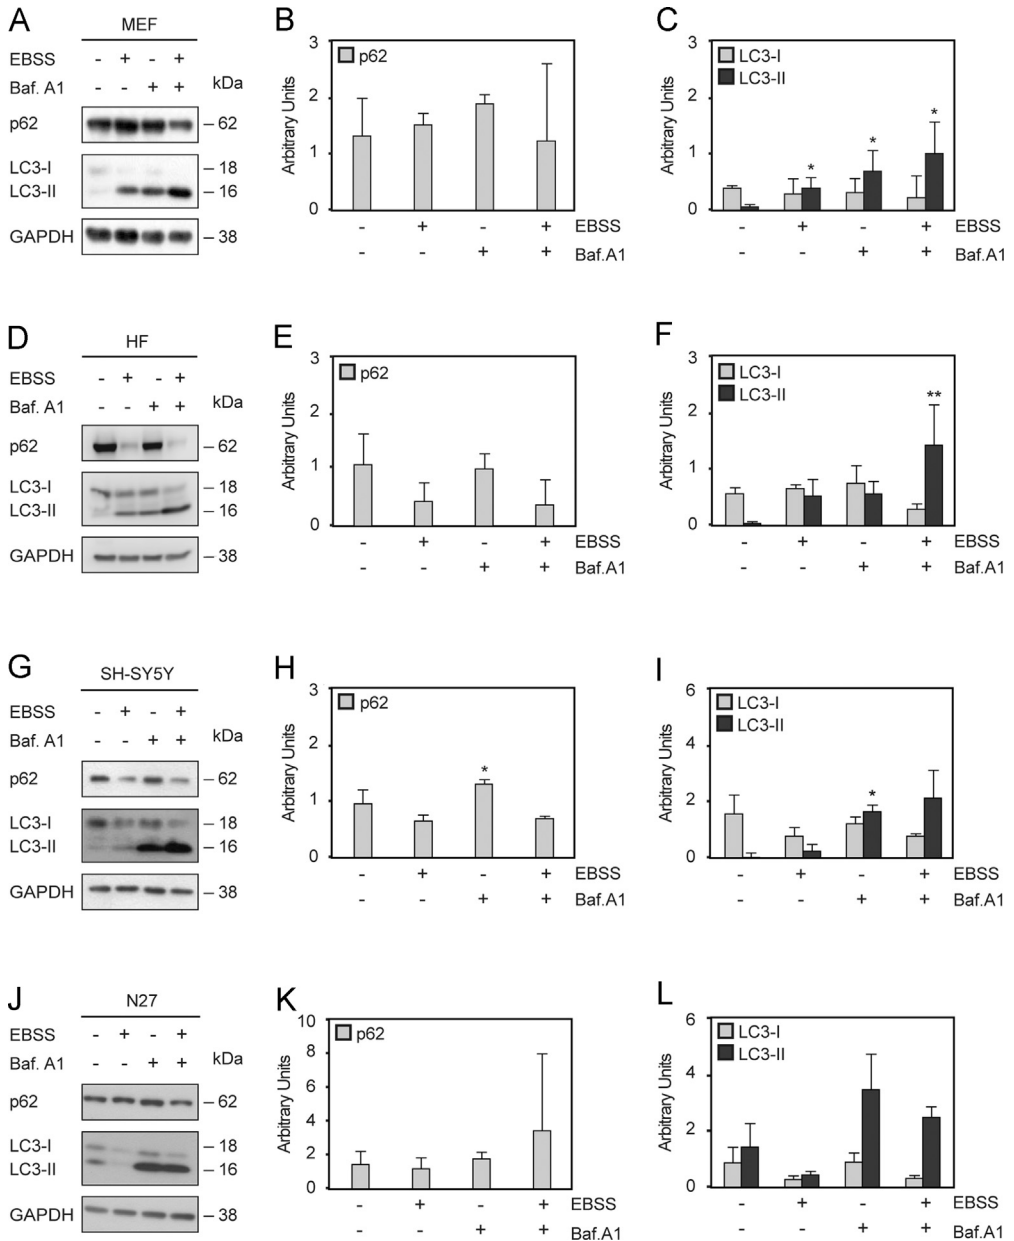 A
MEF
EBSS - + - +
Baf. A1 - - + + kDa
p62 – 62
LC3-I – 18
LC3-II – 16
GAPDH – 38
B
3
2
1
0
Arbitrary Units
p62
- + - + EBSS
- - + + Baf.A1
C
3
2
1
0
Arbitrary Units
LC3-I
LC3-II
* * *
- + - + EBSS
- - + + Baf.A1
D
HF
EBSS - + - +
Baf. A1 - - + + kDa
p62 – 62
LC3-I – 18
LC3-II – 16
GAPDH – 38
E
3
2
1
0
Arbitrary Units
p62
- + - + EBSS
- - + + Baf.A1
F
3
2
1
0
Arbitrary Units
LC3-I
LC3-II
**
- + - + EBSS
- - + + Baf.A1
G
SH-SY5Y
EBSS - + - +
Baf. A1 - - + + kDa
p62 – 62
LC3-I – 18
LC3-II – 16
GAPDH – 38
H
3
2
1
0
Arbitrary Units
p62
*
- + - + EBSS
- - + + Baf.A1
I
6
4
2
0
Arbitrary Units
LC3-I
LC3-II
*
- + - + EBSS
- - + + Baf.A1
J
N27
EBSS - + - +
Baf. A1 - - + + kDa
p62 – 62
LC3-I – 18
LC3-II – 16
GAPDH – 38
K
10
8
6
4
2
0
Arbitrary Units
p62
- + - + EBSS
- - + + Baf.A1
L
6
4
2
0
Arbitrary Units
LC3-I
LC3-II
- + - + EBSS
- - + + Baf.A1